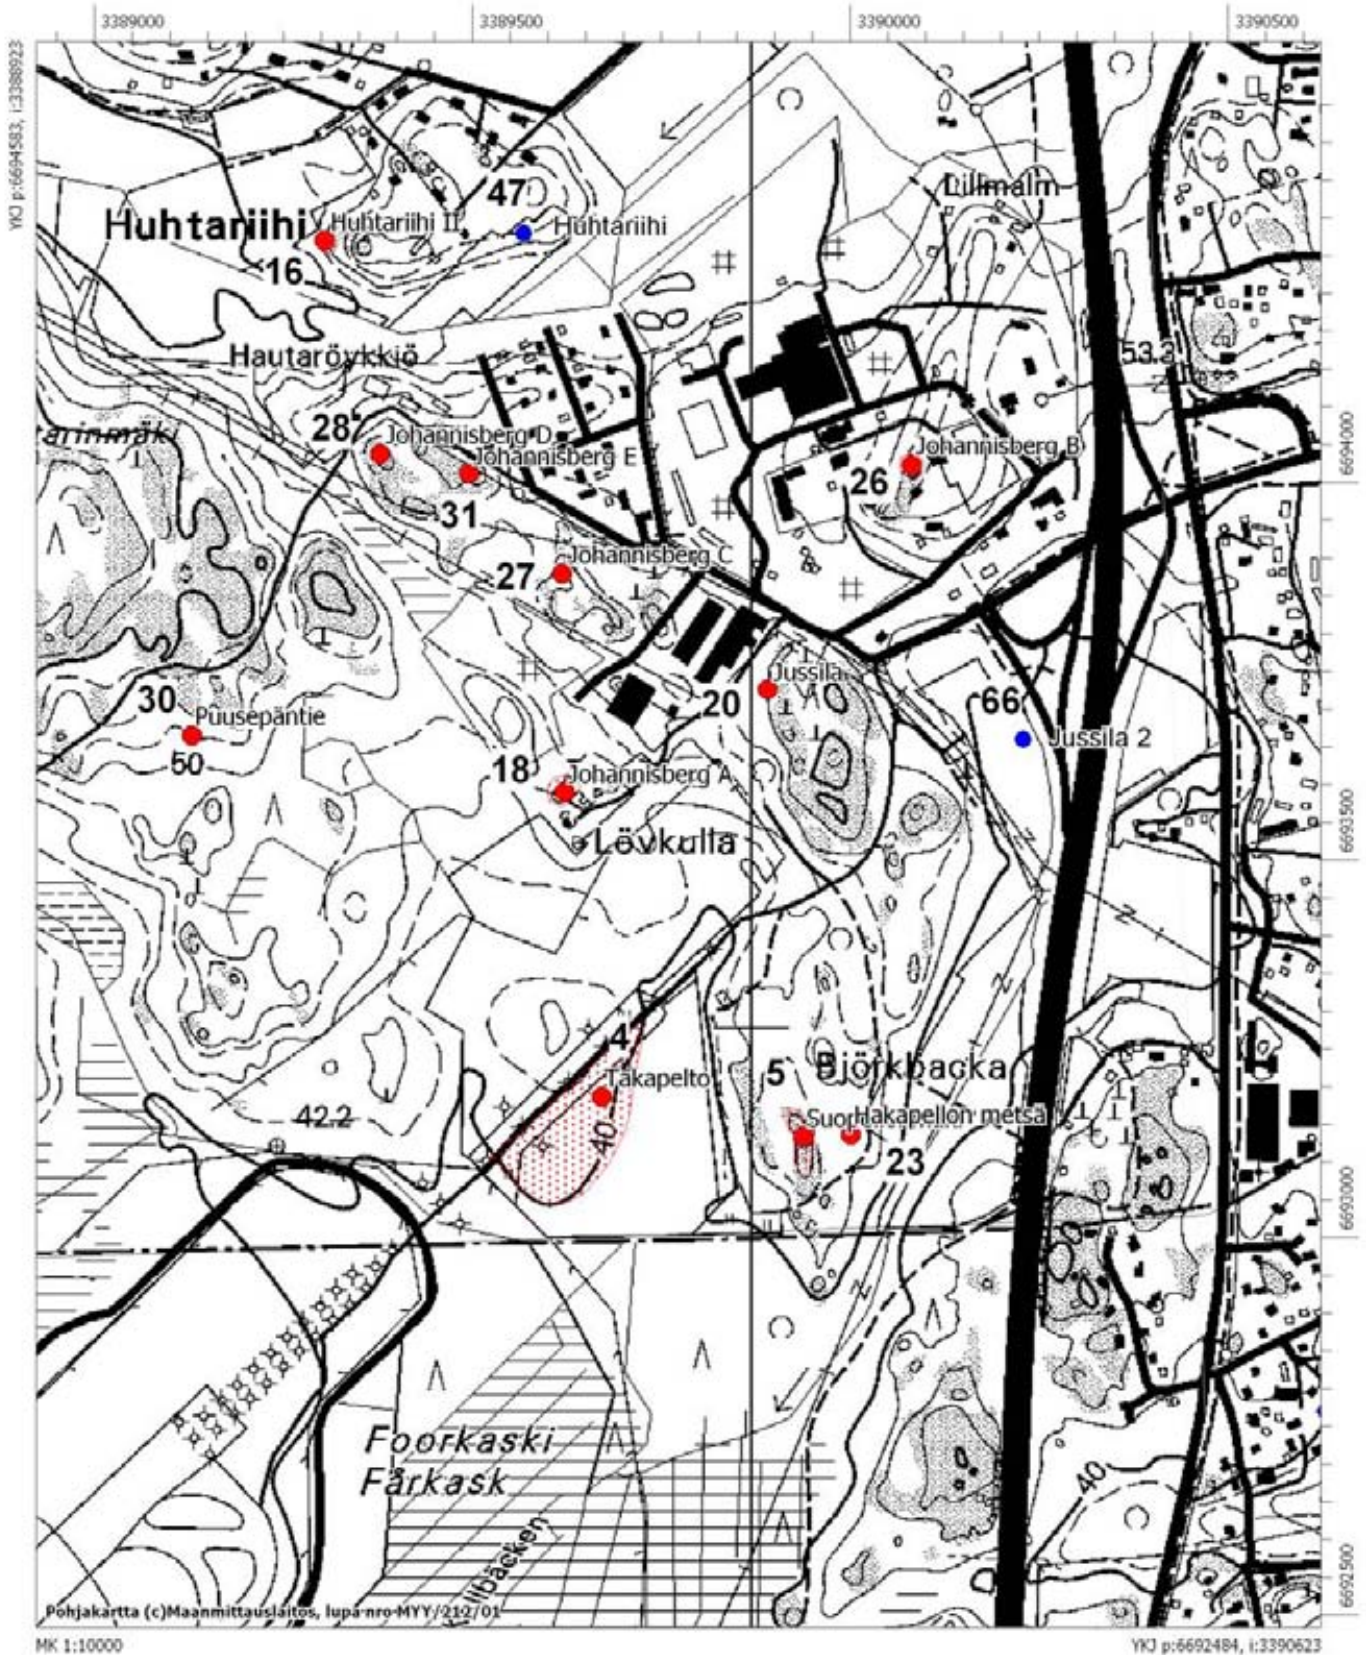 3389000
3389500
3390000
3390500
YKJ p:6694583, i:3388923
Lillmalm
47
Huhtariihi
Huhtariihi II
Huhtariihi
16
53.3
Hautaröykkiö
28
Johannisberg D
arinmäki
Johannisberg E
Johannisberg B
6694000
26
31
Johannisberg C
27
Jussila
30
20
66
Puusepäntie
Jussila 2
50
18
Johannisberg A
6693500
Lövkulla
4
5
Björkbacka
Takapelto
42.2
Hakapellon metsä
40
23
6693000
Foorkaski
Fårkask
40
6692500
Pohjakartta (c)Maanmittauslaitos, lupa nro MYY/212/01
MK 1:10000
YKJ p:6692484, i:3390623